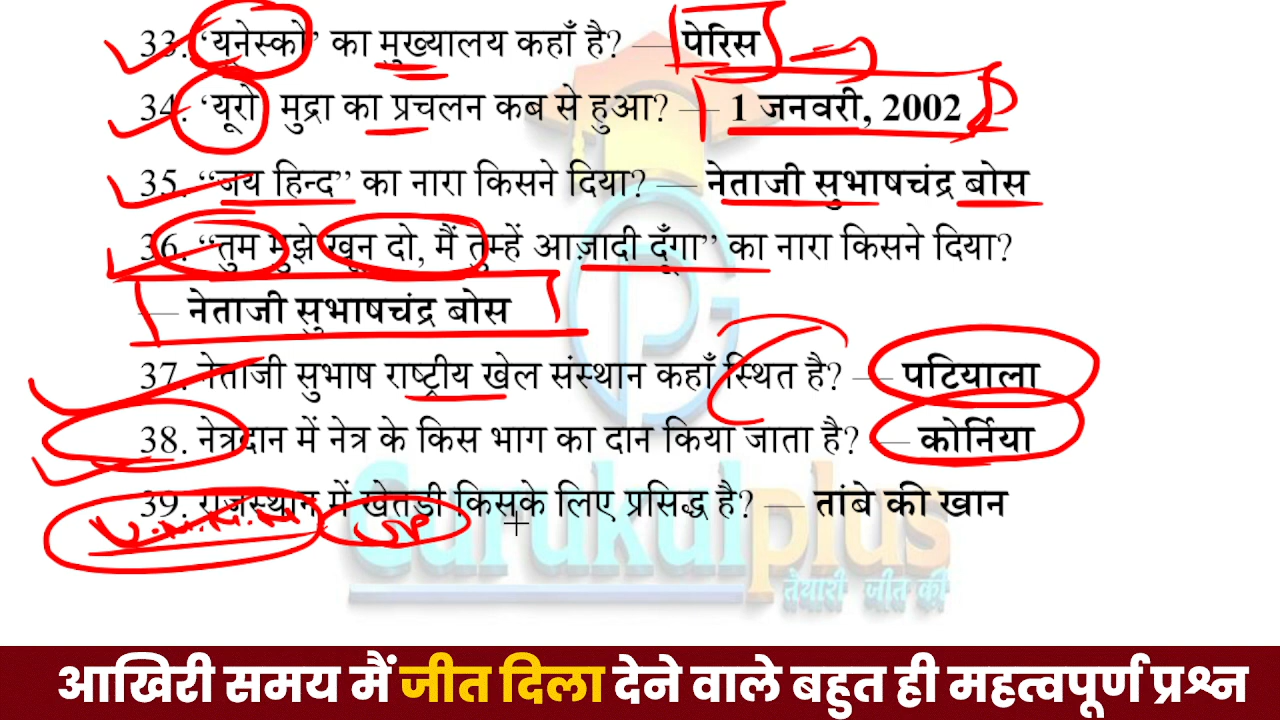 33. ‘यूनेस्को’ का मुख्यालय कहाँ है? — पेरिस
34. ‘यूरो’ मुद्रा का प्रचलन कब से हुआ? — 1 जनवरी, 2002
35. “जय हिन्द” का नारा किसने दिया? — नेताजी सुभाषचंद्र बोस
36. “तुम मुझे खून दो, मैं तुम्हें आज़ादी दूँगा” का नारा किसने दिया?
— नेताजी सुभाषचंद्र बोस
37. नेताजी सुभाष राष्ट्रीय खेल संस्थान कहाँ स्थित है? — पटियाला
38. नेत्रदान में नेत्र के किस भाग का दान किया जाता है? — कोर्निया
39. राजस्थान में खेतड़ी किसके लिए प्रसिद्ध है? — तांबे की खान
Gurukulplus
तैयारी जीत की
आखिरी समय मैं जीत दिला देने वाले बहुत ही महत्वपूर्ण प्रश्न